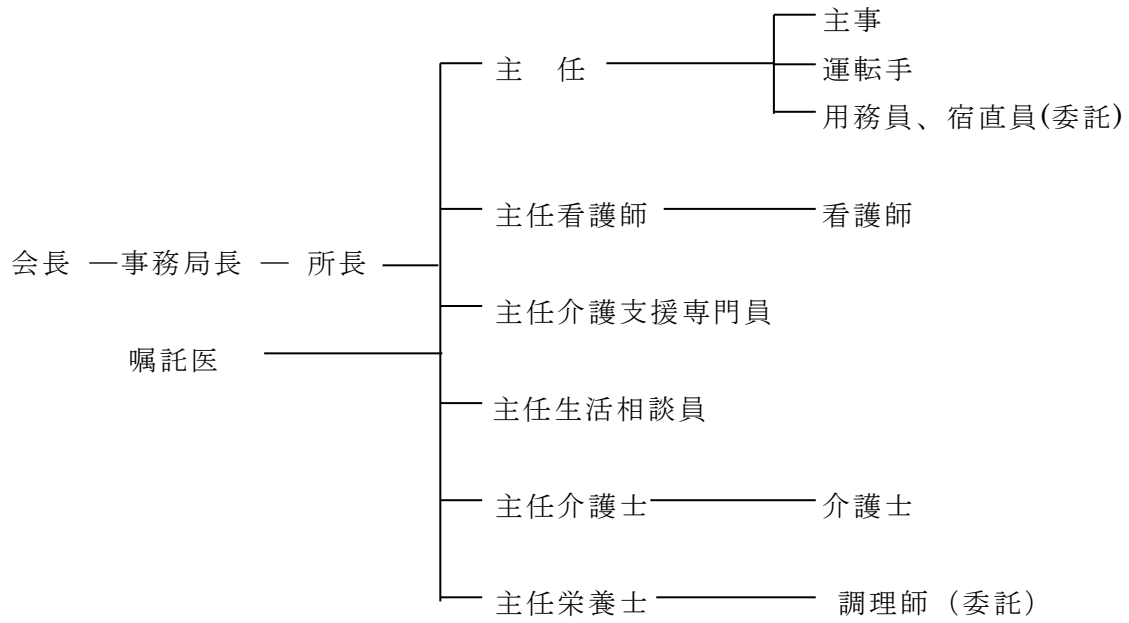 主事
主　任
運転手
用務員、宿直員(委託)
主任看護師　看護師
会長 ―事務局長 ― 所長
主任介護支援専門員
嘱託医
主任生活相談員
主任介護士　介護士
主任栄養士　調理師（委託）